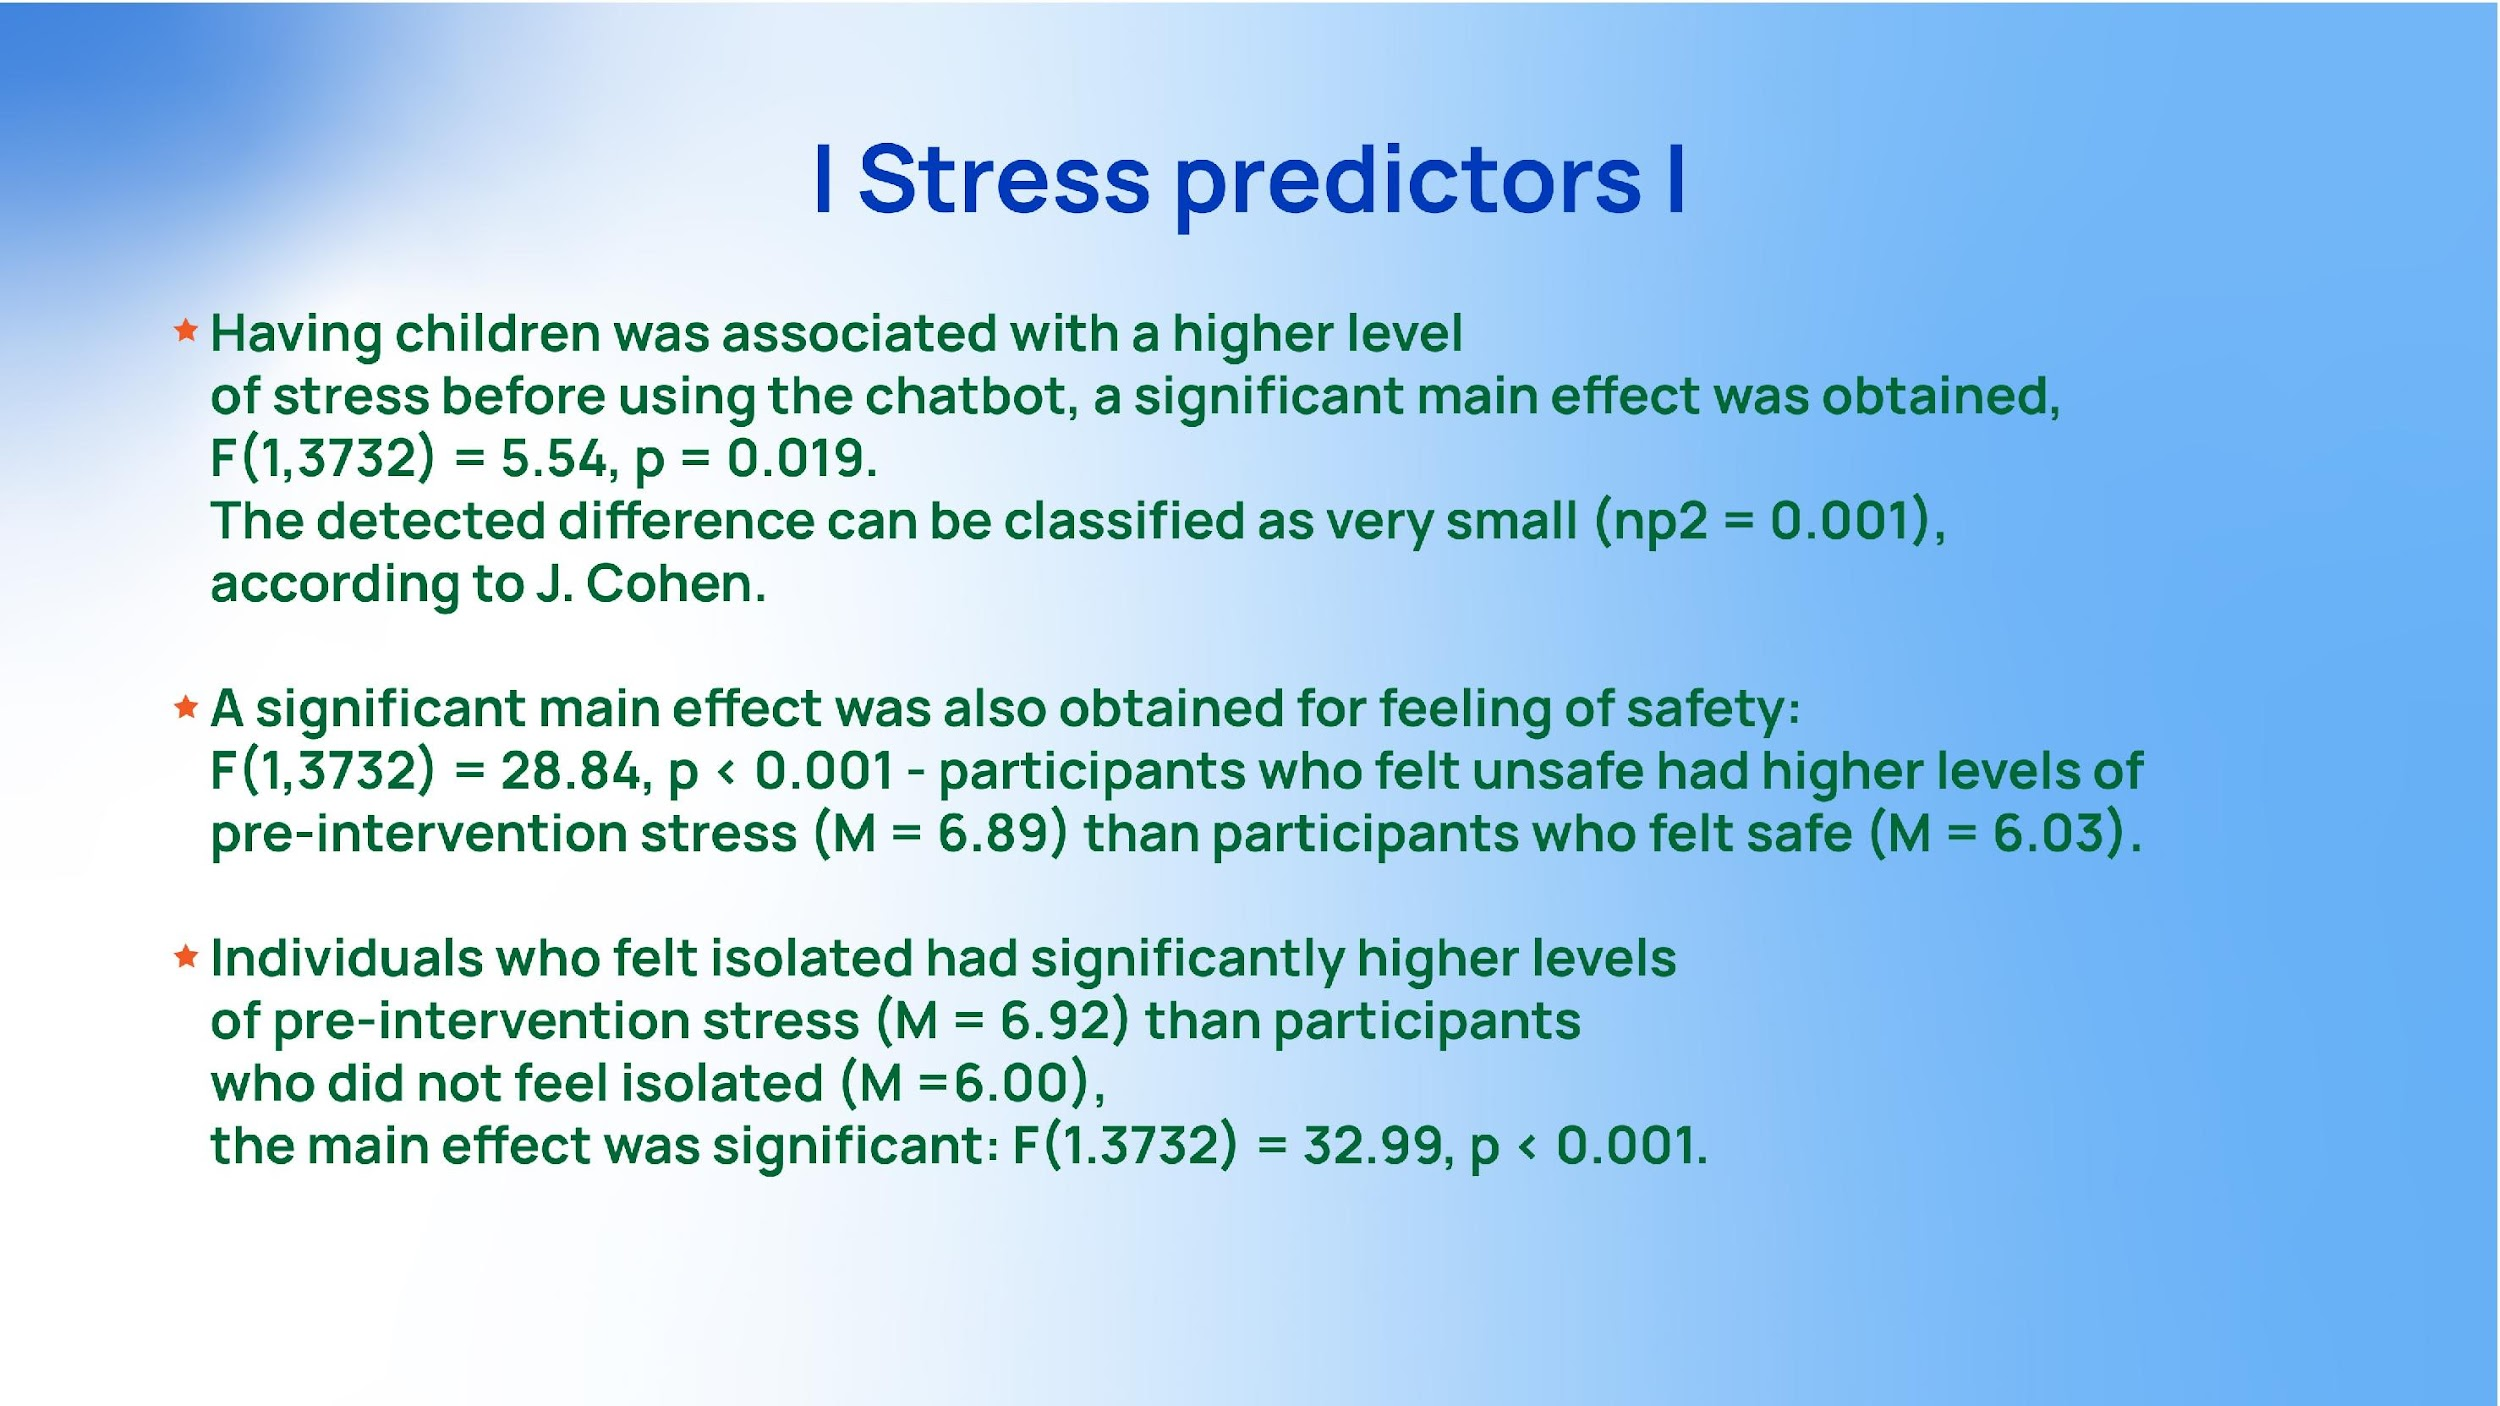 | Stress predictors |
Having children was associated with a higher level
of stress before using the chatbot, a significant main effect was obtained,
F(1,3732) = 5.54, p = 0.019.
The detected difference can be classified as very small (np2 = 0.001),
according to J. Cohen.
A significant main effect was also obtained for feeling of safety:
F(1,3732) = 28.84, p < 0.001 - participants who felt unsafe had higher levels of
pre-intervention stress (M = 6.89) than participants who felt safe (M = 6.03).
Individuals who felt isolated had significantly higher levels
of pre-intervention stress (M = 6.92) than participants
who did not feel isolated (M =6.00),
the main effect was significant: F(1.3732) = 32.99, p < 0.001.